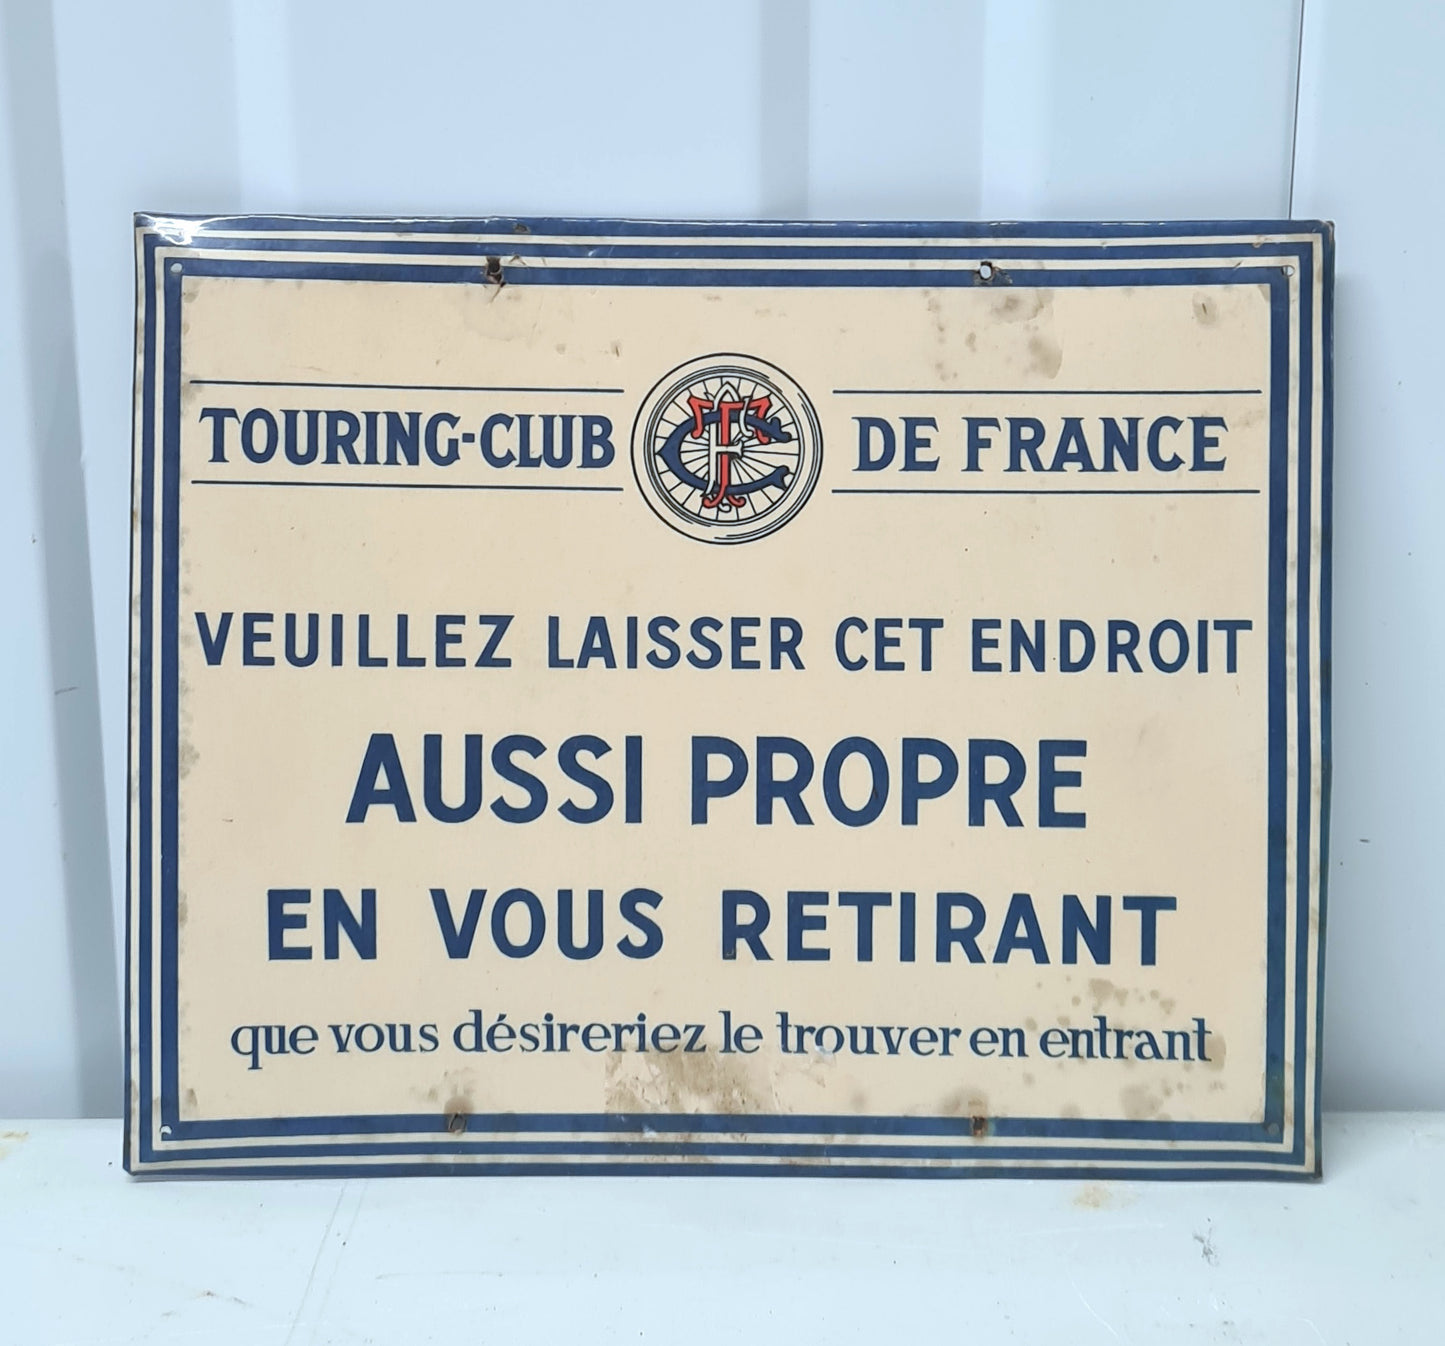 TOURING-CLUB TCF DE FRANCE
VEUILLEZ LAISSER CET ENDROIT
AUSSI PROPRE
EN VOUS RETIRANT
que vous désireriez le trouver en entrant